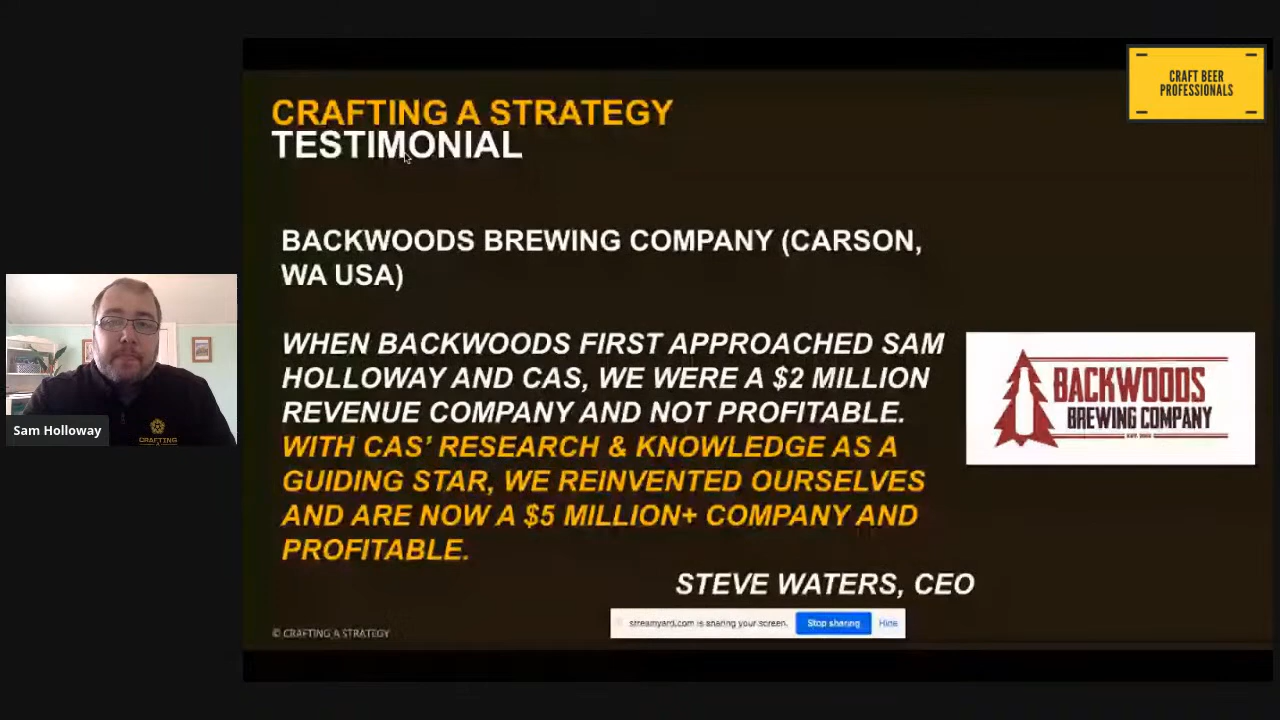 CRAFT BEER
PROFESSIONALS
CRAFTING A STRATEGY
TESTIMONIAL
BACKWOODS BREWING COMPANY (CARSON,
WA USA)
WHEN BACKWOODS FIRST APPROACHED SAM
HOLLOWAY AND CAS, WE WERE A $2 MILLION
REVENUE COMPANY AND NOT PROFITABLE.
WITH CAS' RESEARCH & KNOWLEDGE AS A
GUIDING STAR, WE REINVENTED OURSELVES
AND ARE NOW A $5 MILLION+ COMPANY AND
PROFITABLE.
STEVE WATERS, CEO
BACKWOODS
BREWING COMPANY
Sam Holloway
CRAFTING
streamyard.com is sharing your screen.
Stop sharing
Hide
© CRAFTING A STRATEGY